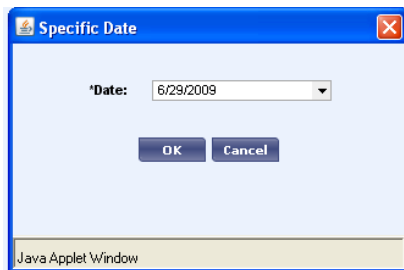 Specific Date
*Date: 6/29/2009
OK Cancel
Java Applet Window